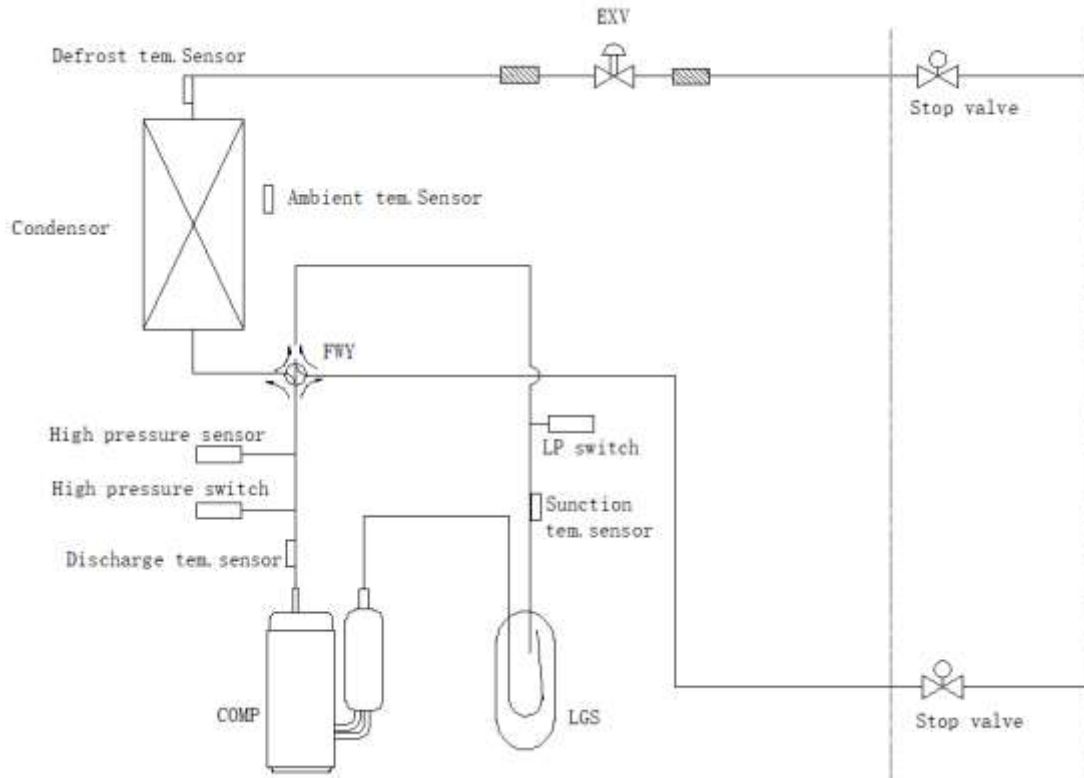 EXV
Defrost tem.Sensor
Stop valve
Ambient tem.Sensor
Condensor
FWY
High pressure sensor
LP switch
High pressure switch
Sunction
tem.sensor
Discharge tem.sensor
COMP
LGS
Stop valve